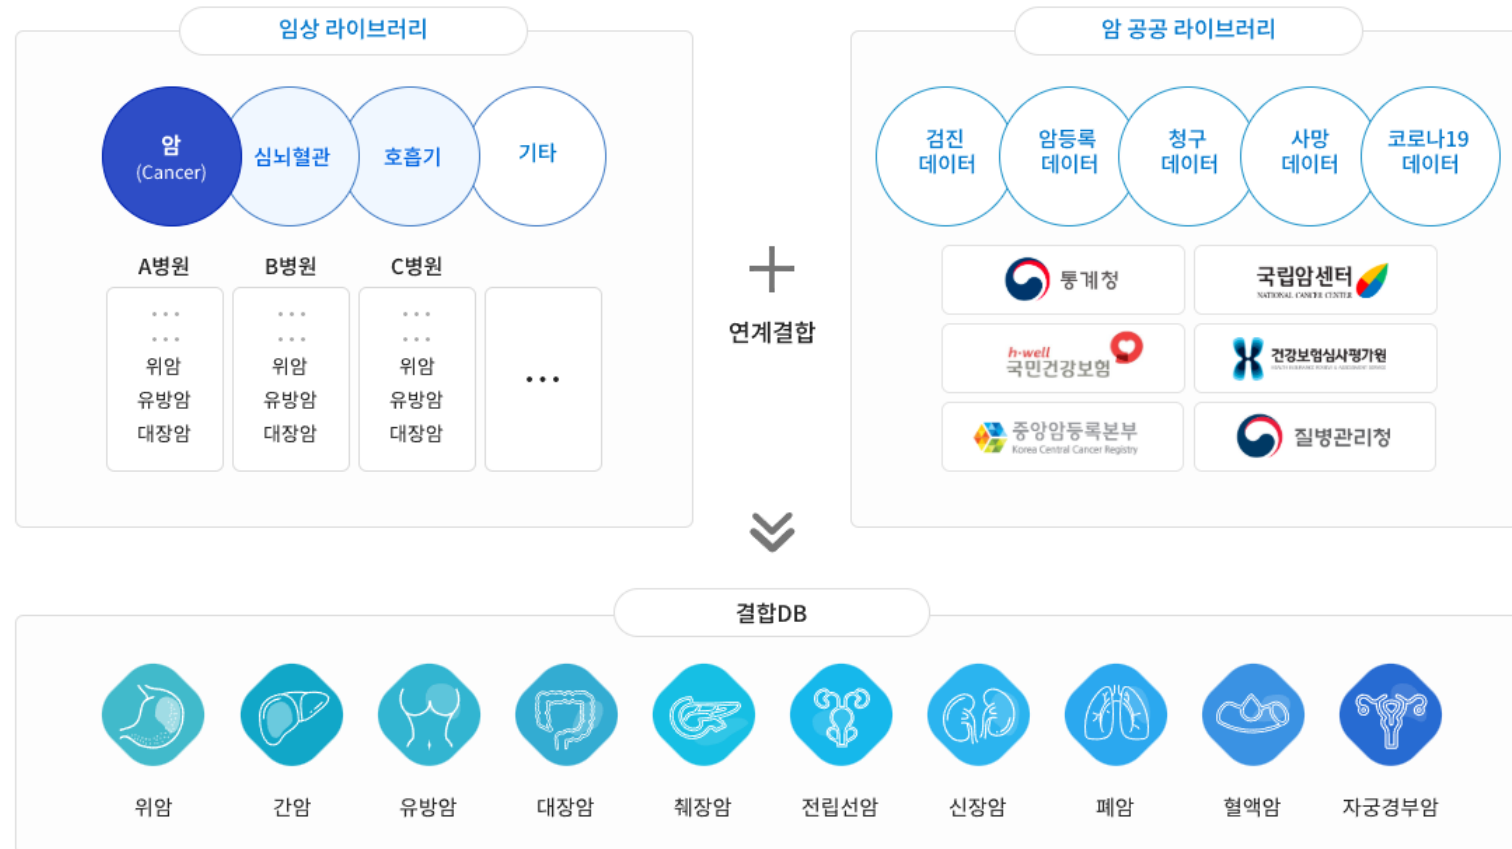 임상 라이브러리
암
(Cancer)
심뇌혈관
호흡기
기타
A병원
B병원
C병원
...
...
위암
유방암
대장암
...
...
위암
유방암
대장암
...
...
위암
유방암
대장암
...
+
연계결합
암 공공 라이브러리
검진
데이터
암등록
데이터
청구
데이터
사망
데이터
코로나19
데이터
통계청
국립암센터
NATIONAL CANCER CENTER
h·well
국민건강보험
건강보험심사평가원
HEALTH INSURANCE REVIEW & ASSESSMENT SERVICE
중앙암등록본부
Korea Central Cancer Registry
질병관리청
결합DB
위암
간암
유방암
대장암
췌장암
전립선암
신장암
폐암
혈액암
자궁경부암